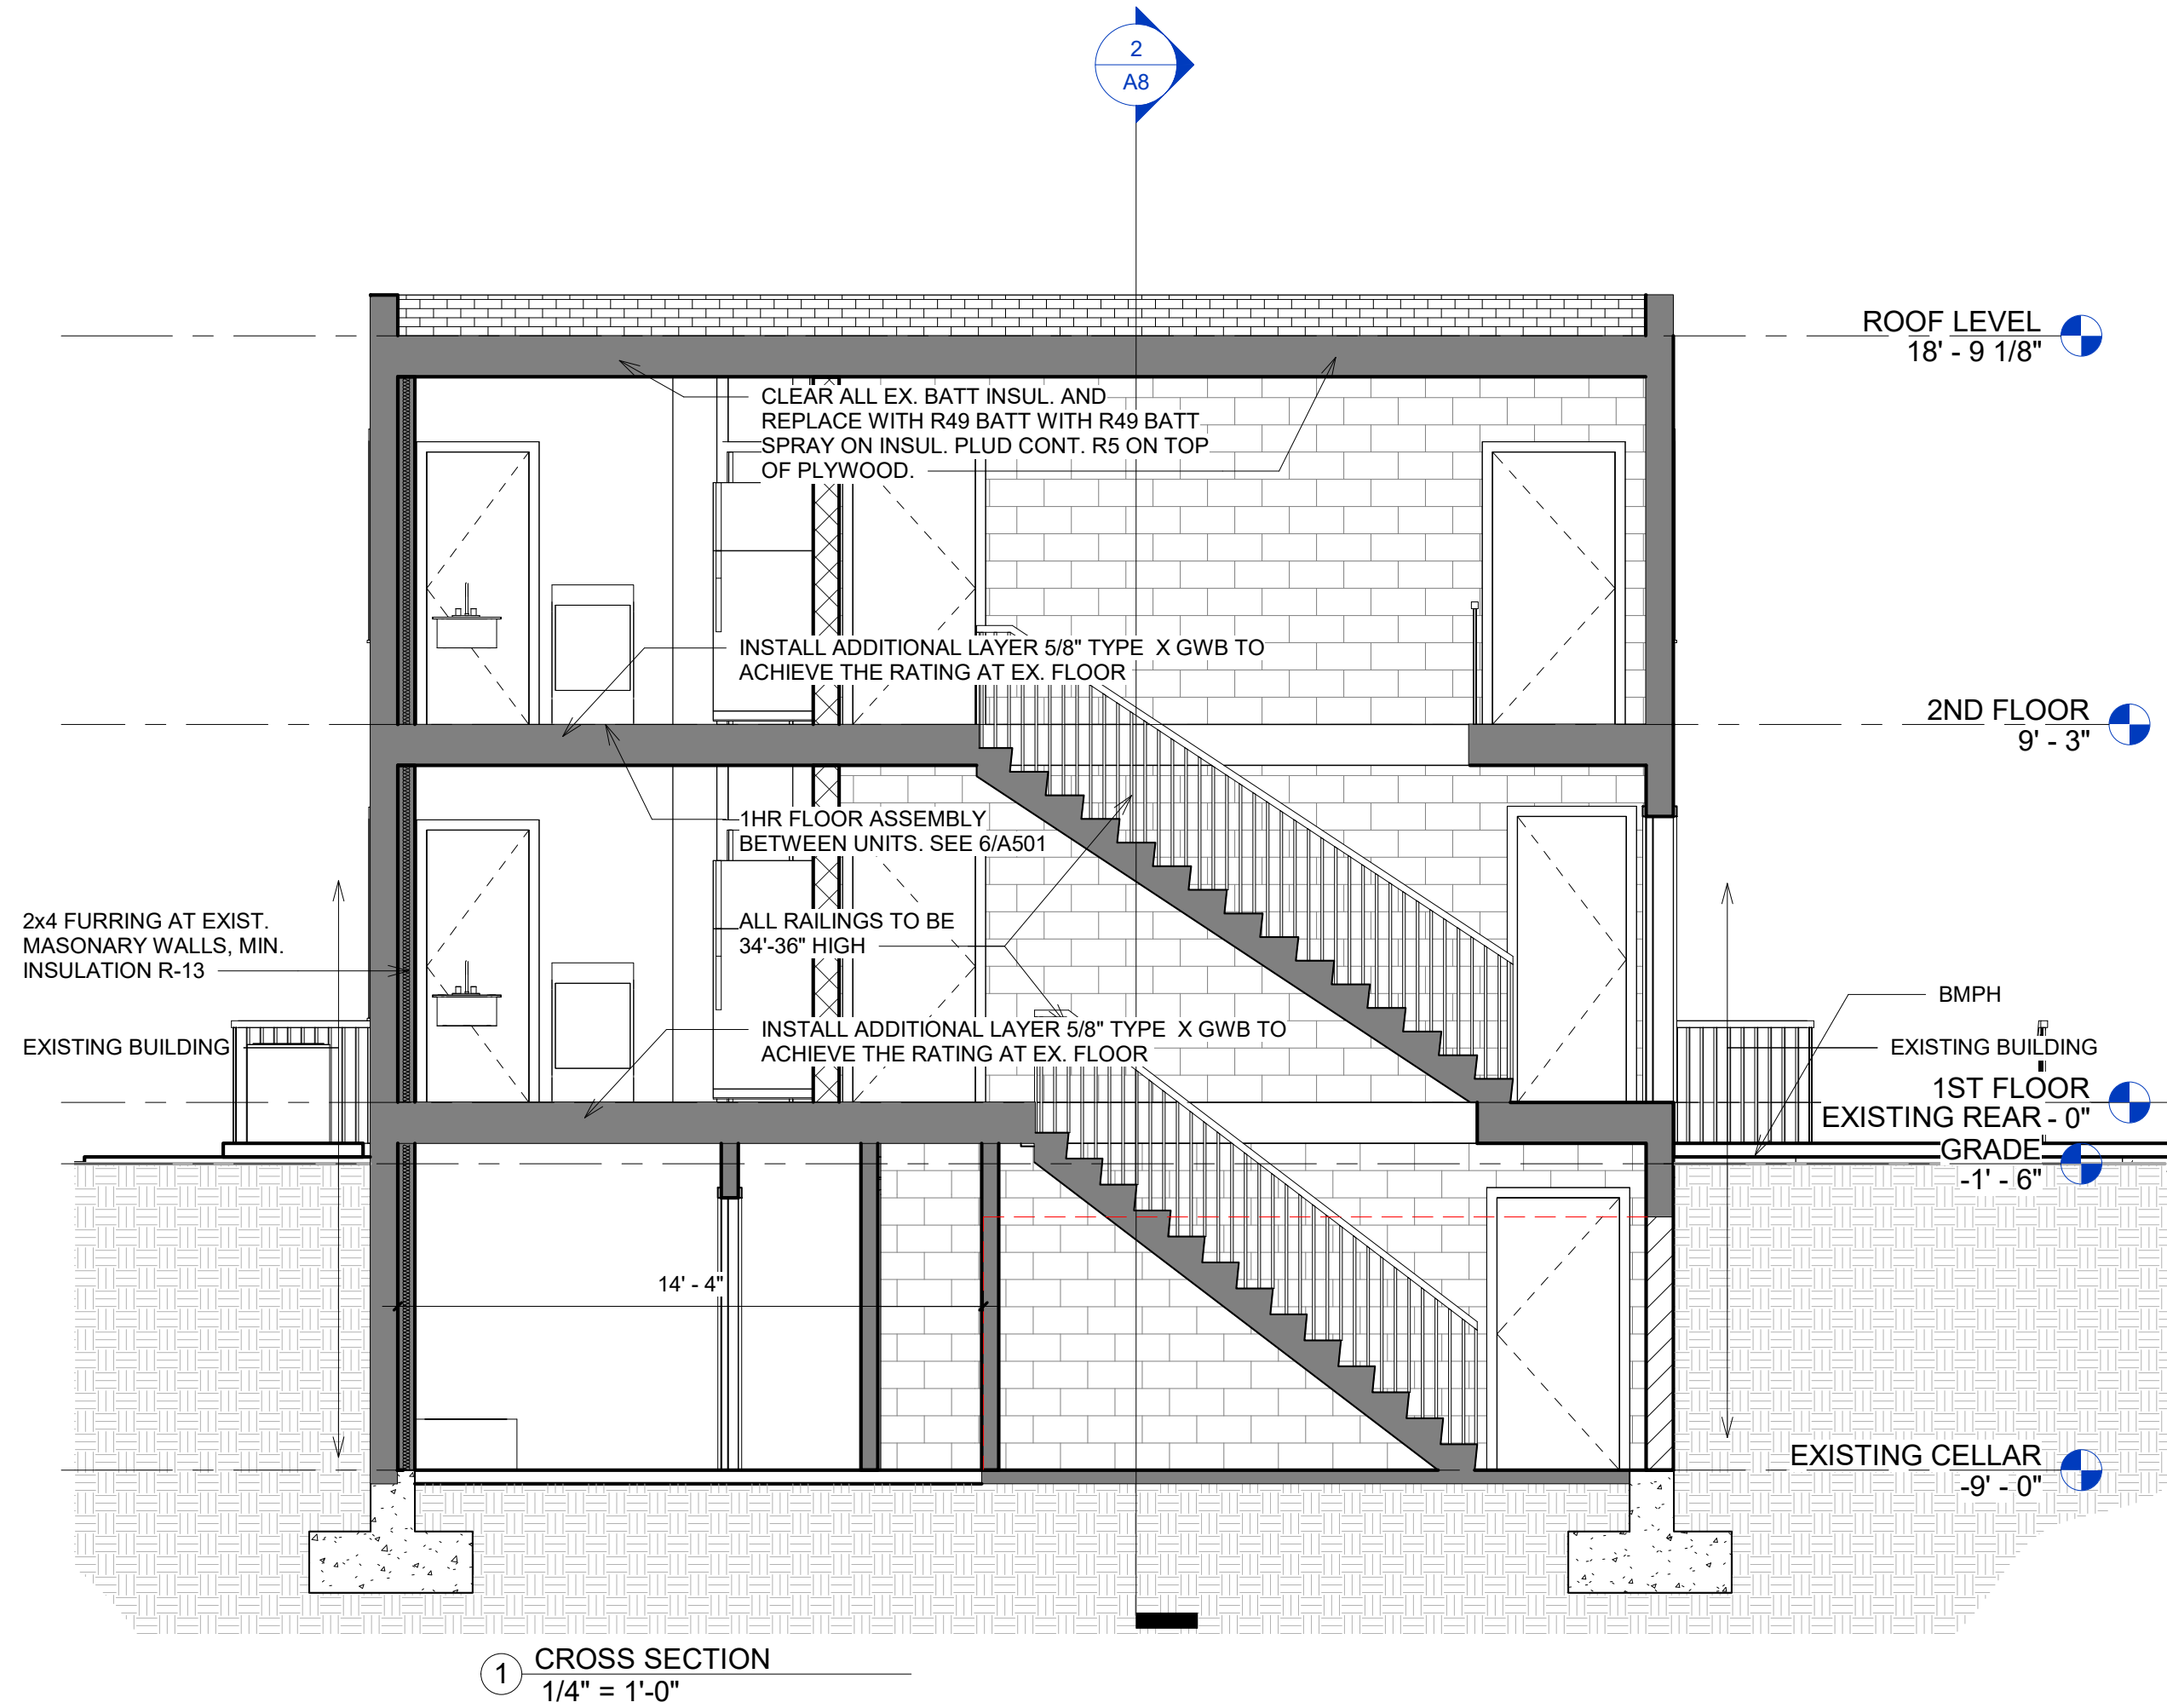 2
A8
ROOF LEVEL
18' - 9 1/8"
CLEAR ALL EX. BATT INSUL. AND
REPLACE WITH R49 BATT WITH R49 BATT
SPRAY ON INSUL. PLUD CONT. R5 ON TOP
OF PLYWOOD.
INSTALL ADDITIONAL LAYER 5/8" TYPE X GWB TO
ACHIEVE THE RATING AT EX. FLOOR
2ND FLOOR
9' - 3"
1HR FLOOR ASSEMBLY
BETWEEN UNITS. SEE 6/A501
2x4 FURRING AT EXIST.
MASONARY WALLS, MIN.
INSULATION R-13
ALL RAILINGS TO BE
34'-36" HIGH
BMPH
EXISTING BUILDING
INSTALL ADDITIONAL LAYER 5/8" TYPE X GWB TO
ACHIEVE THE RATING AT EX. FLOOR
EXISTING BUILDING
1ST FLOOR
EXISTING REAR - 0"
GRADE
-1' - 6"
14' - 4"
EXISTING CELLAR
-9' - 0"
1
CROSS SECTION
1/4" = 1'-0"